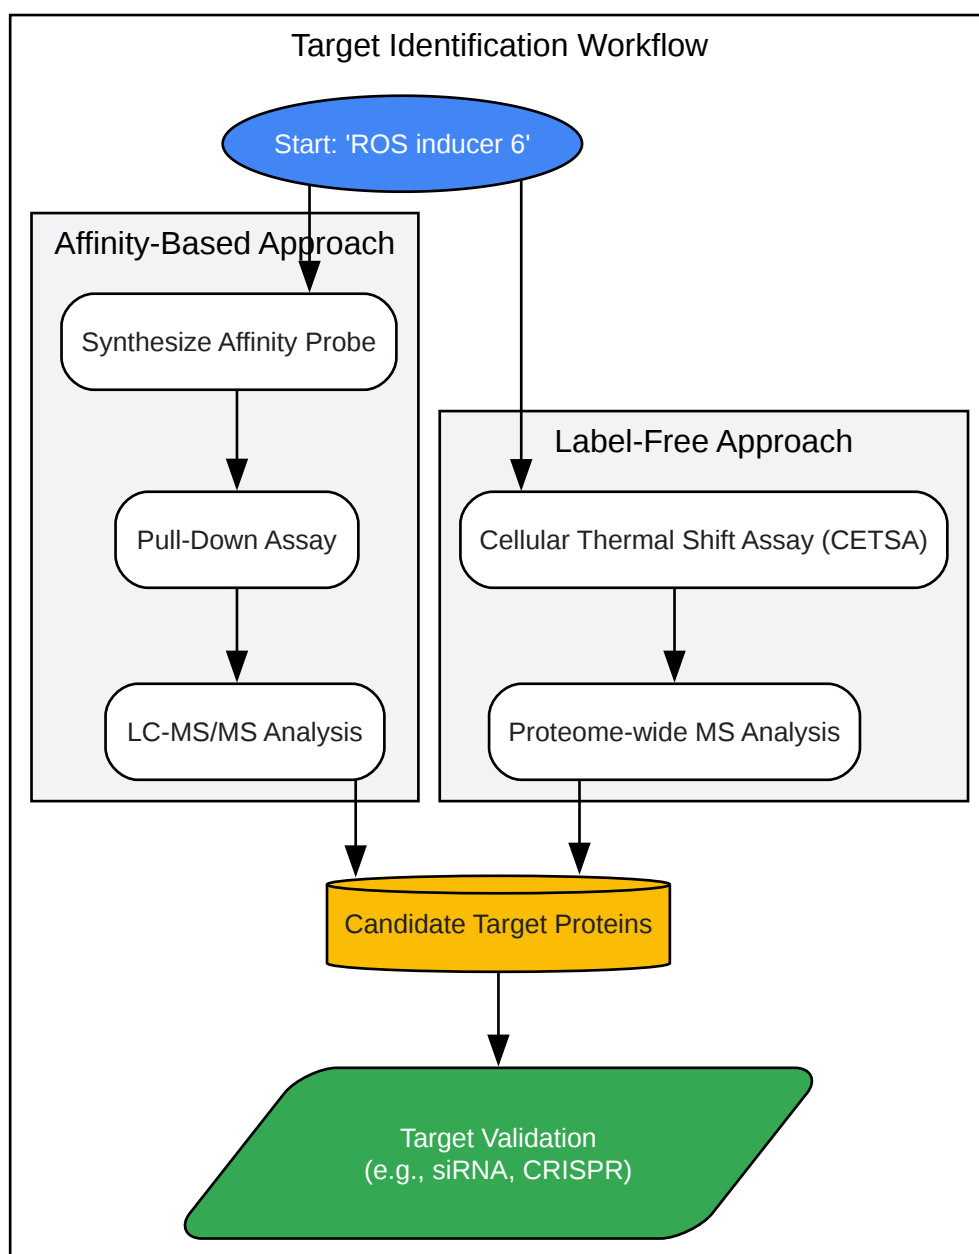 Target Identification Workflow
Start: 'ROS inducer 6'
Affinity-Based Approach
Synthesize Affinity Probe
Pull-Down Assay
LC-MS/MS Analysis
Label-Free Approach
Cellular Thermal Shift Assay (CETSA)
Proteome-wide MS Analysis
Candidate Target Proteins
Target Validation
(e.g., siRNA, CRISPR)